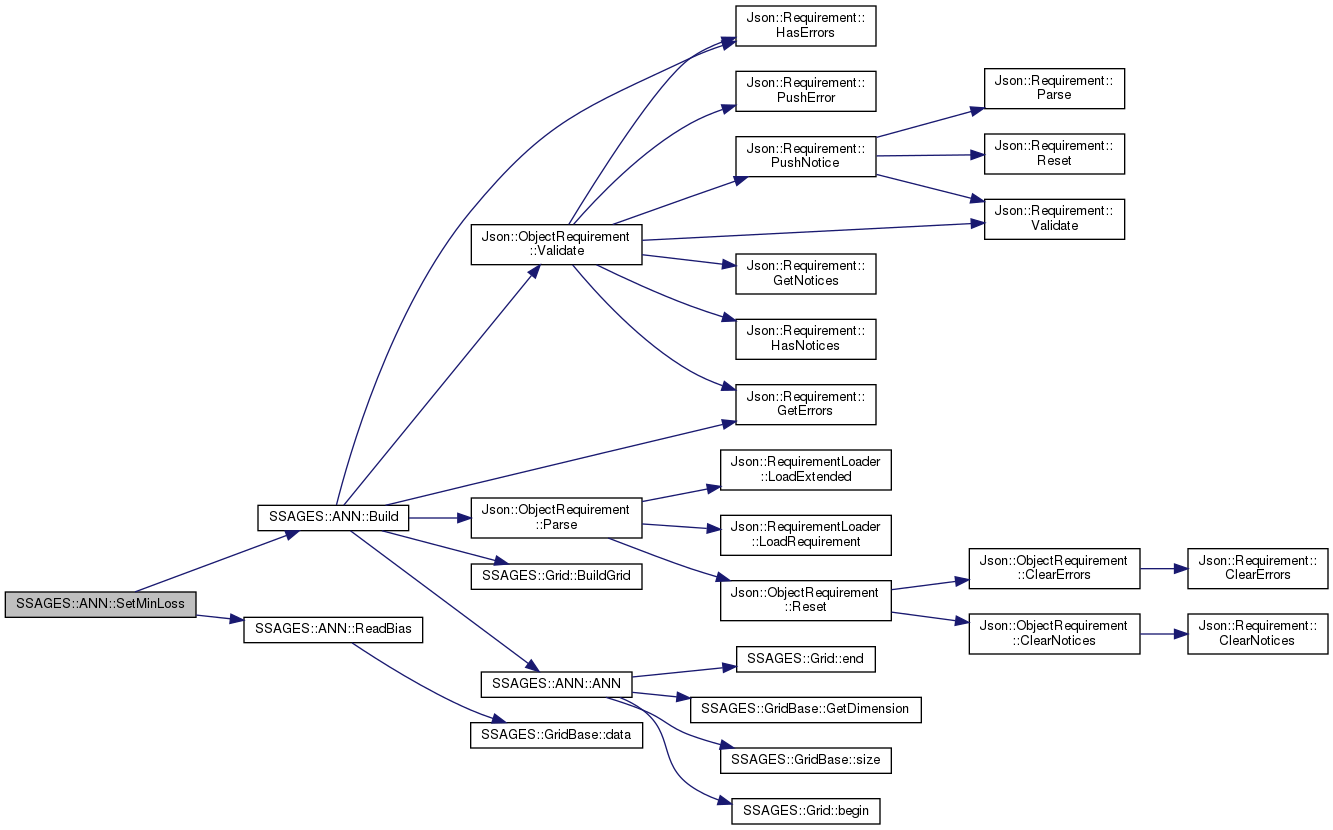 Json::Requirement::
HasErrors
Json::Requirement::
PushError
Json::Requirement::
Parse
Json::Requirement::
PushNotice
Json::Requirement::
Reset
Json::Requirement::
Validate
Json::ObjectRequirement
::Validate
Json::Requirement::
GetNotices
Json::Requirement::
HasNotices
Json::Requirement::
GetErrors
Json::RequirementLoader
::LoadExtended
SSAGES::ANN::Build
Json::ObjectRequirement
::Parse
Json::RequirementLoader
::LoadRequirement
SSAGES::Grid::BuildGrid
Json::ObjectRequirement
::ClearErrors
Json::Requirement::
ClearErrors
SSAGES::ANN::SetMinLoss
Json::ObjectRequirement
::Reset
SSAGES::ANN::ReadBias
Json::ObjectRequirement
::ClearNotices
Json::Requirement::
ClearNotices
SSAGES::Grid::end
SSAGES::ANN::ANN
SSAGES::GridBase::GetDimension
SSAGES::GridBase::data
SSAGES::GridBase::size
SSAGES::Grid::begin